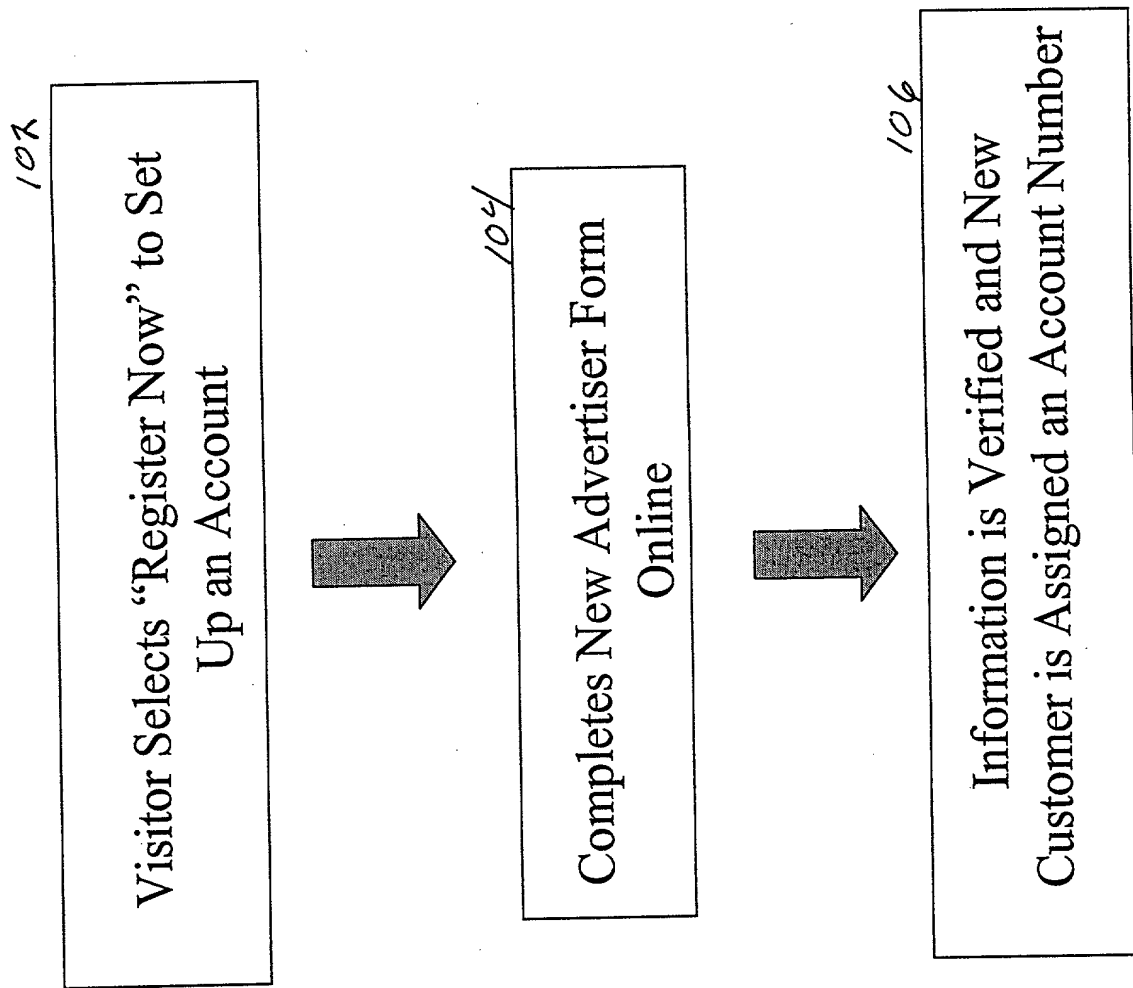 102
Visitor Selects “Register Now” to Set
Up an Account
104
Completes New Advertiser Form
Online
106
Information is Verified and New
Customer is Assigned an Account Number